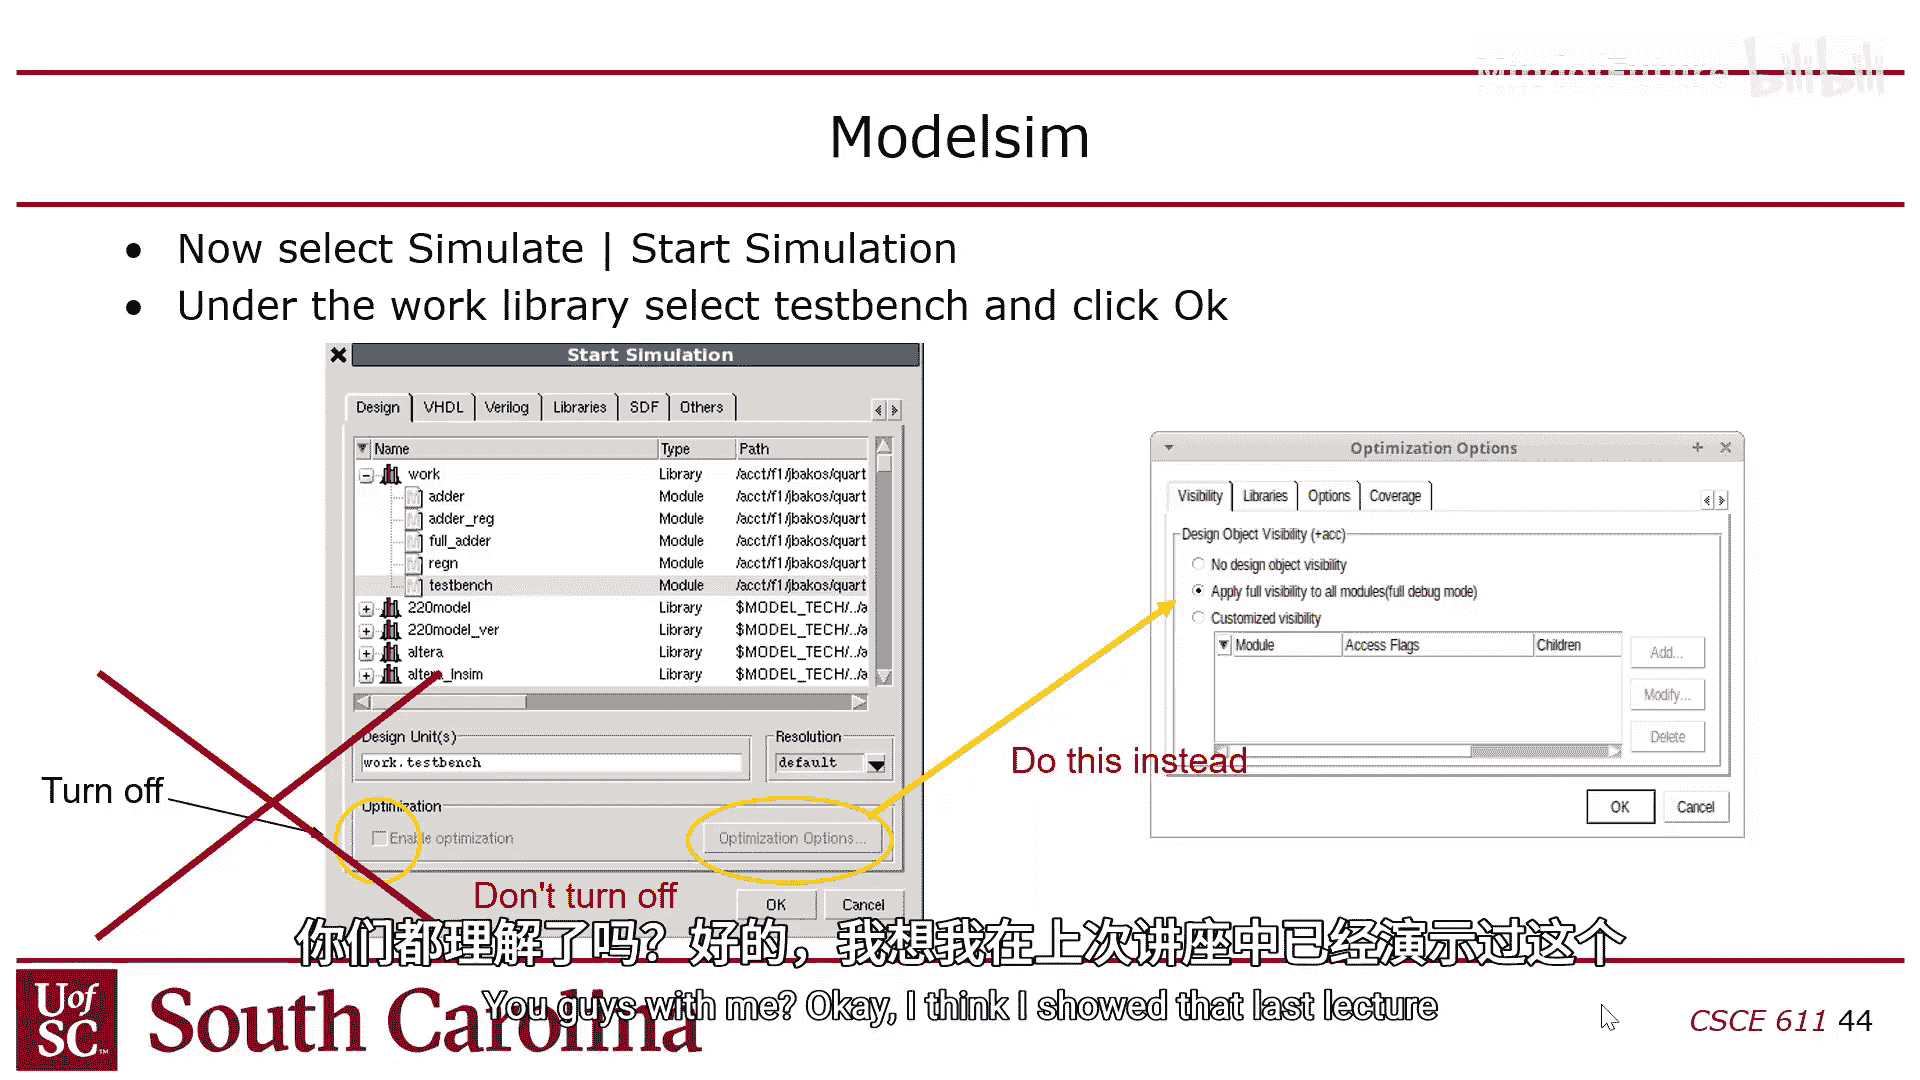 Modelsim
• Now select Simulate | Start Simulation
• Under the work library select testbench and click Ok
Start Simulation
Design VHDL Verilog Libraries SDF Others
Name Type Path
work Library /acct/f1/jbakos/quart
adder Module /acct/f1/jbakos/quart
adder_reg Module /acct/f1/jbakos/quart
full_adder Module /acct/f1/jbakos/quart
regn Module /acct/f1/jbakos/quart
testbench Module /acct/f1/jbakos/quart
220model Library $MODEL_TECH/../a
220model_ver Library $MODEL_TECH/../a
altera Library $MODEL_TECH/../a
altera_lnsim Library $MODEL_TECH/../a
Design Unit(s) Resolution
work.testbench default
Optimization
Enable optimization Optimization Options...
OK Cancel
Turn off
Don't turn off
Do this instead
Optimization Options
Visibility Libraries Options Coverage
Design Object Visibility (+acc)
No design object visibility
Apply full visibility to all modules(full debug mode)
Customized visibility
Module Access Flags Children
Add...
Modify...
Delete
OK Cancel
你们都理解了吗？好的，我想我在上次讲座中已经演示过这个
You guys with me? Okay, I think I showed that last lecture
UofSC South Carolina
CSCE 611 44